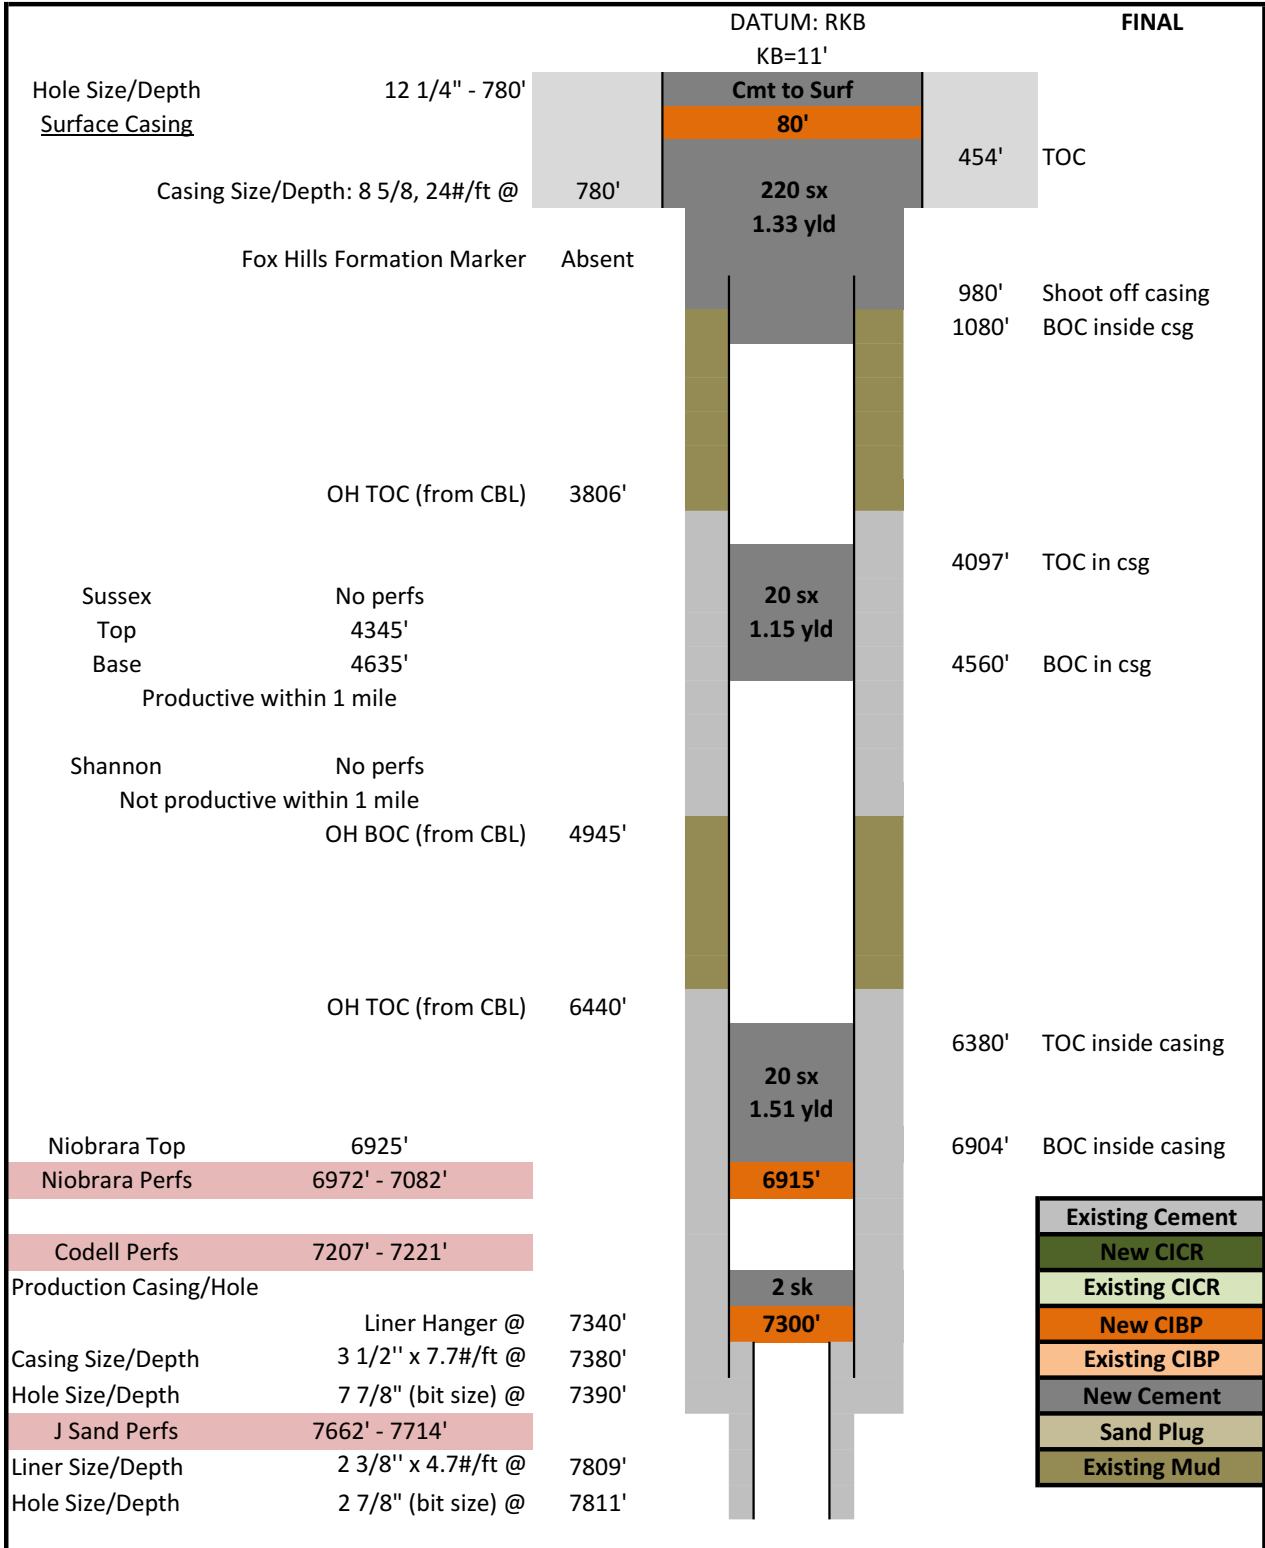 DATUM: RKB FINAL
KB=11'
Hole Size/Depth 12 1/4" - 780' Cmt to Surf
Surface Casing 80'
454' TOC
Casing Size/Depth: 8 5/8, 24#/ft @ 780' 220 sx
1.33 yld
Fox Hills Formation Marker Absent
980' Shoot off casing
1080' BOC inside csg
OH TOC (from CBL) 3806'
4097' TOC in csg
Sussex No perfs 20 sx
Top 4345' 1.15 yld
Base 4635' 4560' BOC in csg
Productive within 1 mile
Shannon No perfs
Not productive within 1 mile
OH BOC (from CBL) 4945'
OH TOC (from CBL) 6440'
6380' TOC inside casing
20 sx
1.51 yld
Niobrara Top 6925' 6904' BOC inside casing
Niobrara Perfs 6972' - 7082' 6915'
Existing Cement
Codell Perfs 7207' - 7221' New CICR
Production Casing/Hole 2 sk Existing CICR
Liner Hanger @ 7340' 7300' New CIBP
Casing Size/Depth 3 1/2'' x 7.7#/ft @ 7380' Existing CIBP
Hole Size/Depth 7 7/8" (bit size) @ 7390' New Cement
J Sand Perfs 7662' - 7714' Sand Plug
Liner Size/Depth 2 3/8'' x 4.7#/ft @ 7809' Existing Mud
Hole Size/Depth 2 7/8" (bit size) @ 7811'